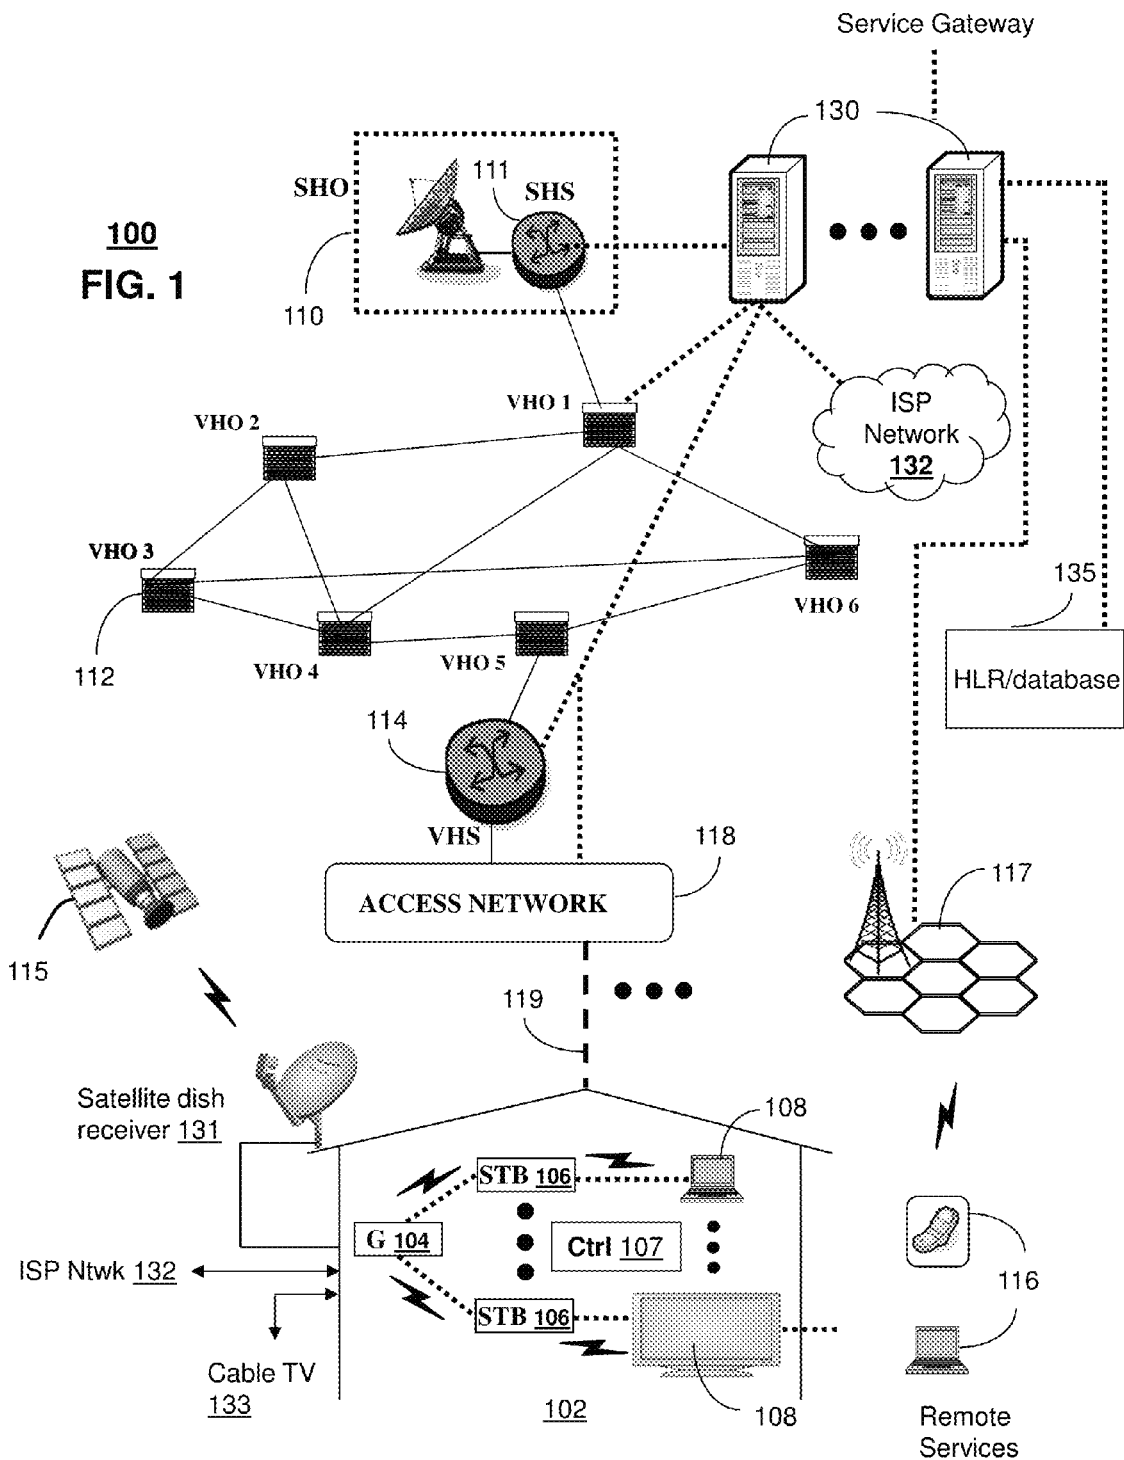 Service Gateway
130
111
SHO
SHS
100
FIG. 1
110
VHO 1
ISP
Network
132
VHO 2
VHO 3
135
VHO 6
112
VHO 4
VHO 5
HLR/database
114
VHS
118
117
ACCESS NETWORK
115
119
Satellite dish
receiver 131
108
STB 106
G 104
Ctrl 107
ISP Ntwk 132
116
STB 106
Cable TV
133
102
108
Remote
Services